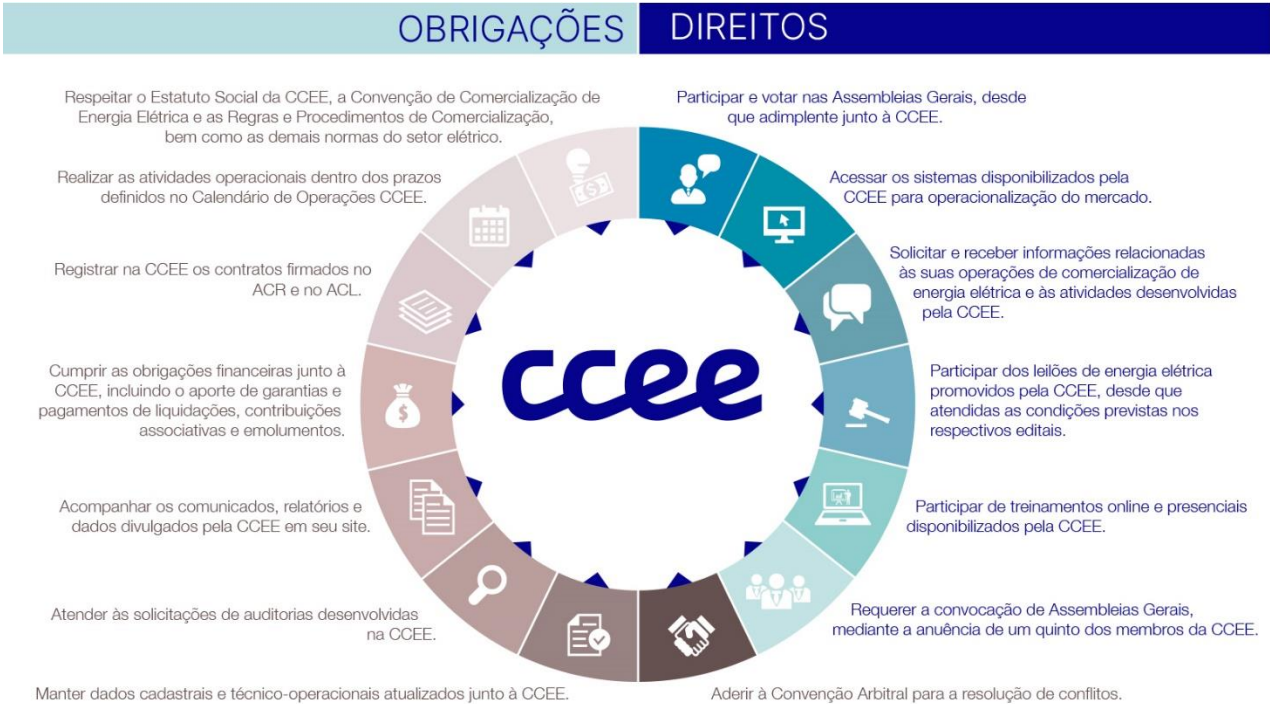 OBRIGAÇÕES
Respeitar o Estatuto Social da CCEE, a Convenção de Comercialização de
Energia Elétrica e as Regras e Procedimentos de Comercialização,
bem como as demais normas do setor elétrico.
Realizar as atividades operacionais dentro dos prazos
definidos no Calendário de Operações CCEE.
Registrar na CCEE os contratos firmados no
ACR e no ACL.
Cumprir as obrigações financeiras junto à
CCEE, incluindo o aporte de garantias e
pagamentos de liquidações, contribuições
associativas e emolumentos.
Acompanhar os comunicados, relatórios e
dados divulgados pela CCEE em seu site.
Atender às solicitações de auditorias desenvolvidas
na CCEE.
Manter dados cadastrais e técnico-operacionais atualizados junto à CCEE.
ccee
DIREITOS
Participar e votar nas Assembleias Gerais, desde
que adimplente junto à CCEE.
Acessar os sistemas disponibilizados pela
CCEE para operacionalização do mercado.
Solicitar e receber informações relacionadas
às suas operações de comercialização de
energia elétrica e às atividades desenvolvidas
pela CCEE.
Participar dos leilões de energia elétrica
promovidos pela CCEE, desde que
atendidas as condições previstas nos
respectivos editais.
Participar de treinamentos online e presenciais
disponibilizados pela CCEE.
Requerer a convocação de Assembleias Gerais,
mediante a anuência de um quinto dos membros da CCEE.
Aderir à Convenção Arbitral para a resolução de conflitos.